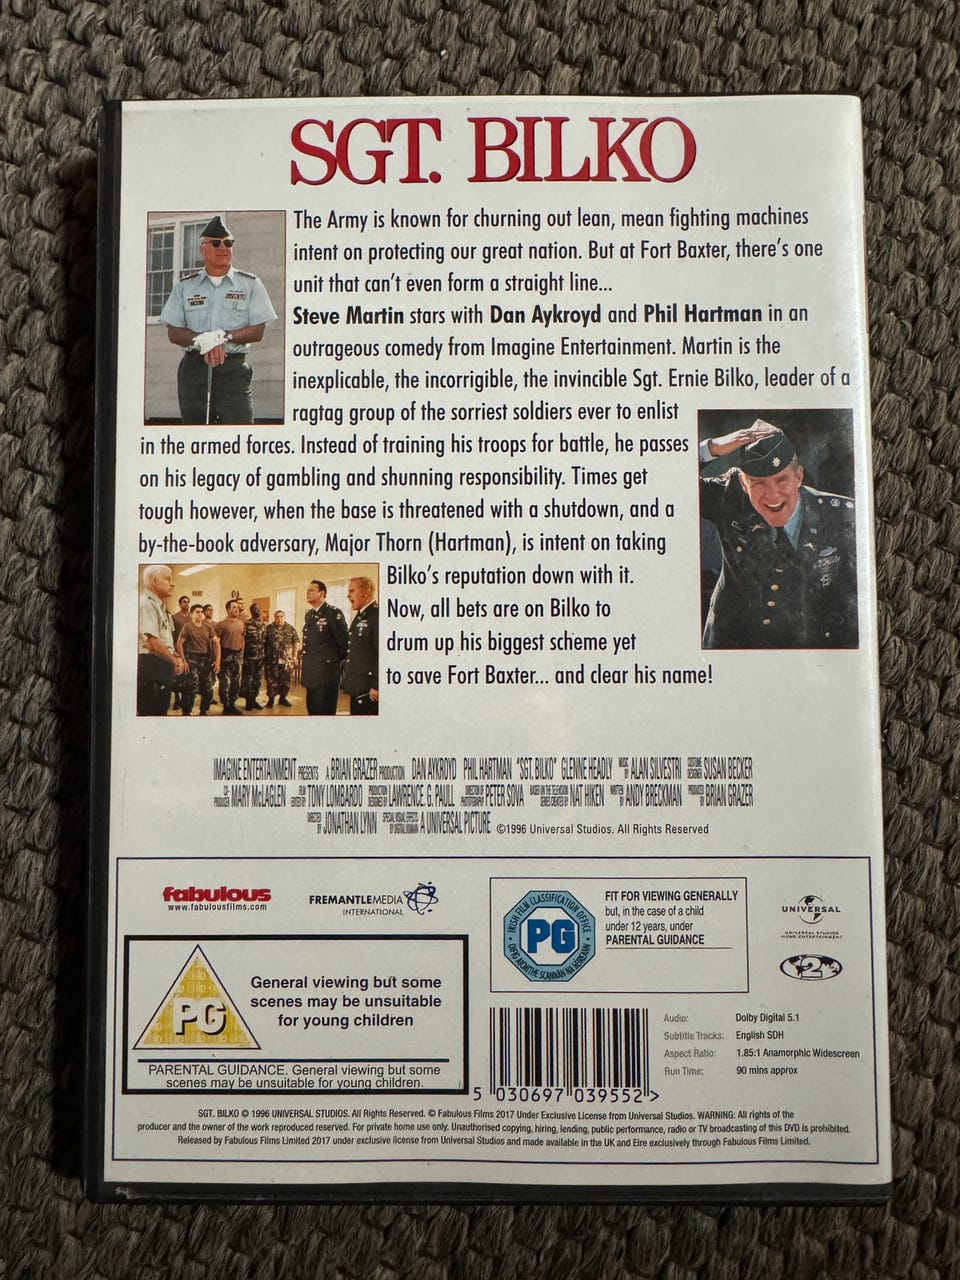 SGT. BILKO
The Army is known for churning out lean, mean fighting machines
intent on protecting our great nation. But at Fort Baxter, there's one
unit that can't even form a straight line...
Steve Martin stars with Dan Aykroyd and Phil Hartman in an
outrageous comedy from Imagine Entertainment. Martin is the
inexplicable, the incorrigible, the invincible Sgt. Ernie Bilko, leader of a
ragtag group of the sorriest soldiers ever to enlist
in the armed forces. Instead of training his troops for battle, he passes
on his legacy of gambling and shunning responsibility. Times get
tough however, when the base is threatened with a shutdown, and a
by-the-book adversary, Major Thorn (Hartman), is intent on taking
Bilko's reputation down with it.
Now, all bets are on Bilko to
drum up his biggest scheme yet
to save Fort Baxter... and clear his name!
IMAGINE ENTERTAINMENT PRESENTS A BRIAN GRAZER PRODUCTION DAN AYKROYD PHIL HARTMAN "SGT. BILKO" GLENNE HEADLY MUSIC BY ALAN SILVESTRI COSTUME DESIGNER SUSAN BECKER
CO-PRODUCER MARY McLAGLEN FILM EDITED BY TONY LOMBARDO PRODUCTION DESIGNED BY LAWRENCE. G. PAULL DIRECTOR OF PHOTOGRAPHY PETER SOVA BASED ON THE TELEVISION SERIES CREATED BY NAT HIKEN WRITTEN BY ANDY BRECKMAN PRODUCED BY BRIAN GRAZER
DIRECTED BY JONATHAN LYNN SPECIAL VISUAL EFFECTS BY DIGITAL DOMAIN A UNIVERSAL PICTURE ©1996 Universal Studios. All Rights Reserved
fabulous
www.fabulousfilms.com
FREMANTLEMEDIA
INTERNATIONAL
IRISH FILM CLASSIFICATION OFFICE
PG
OIFIG AICMITHE SCANNÁN NA hÉIREANN
FIT FOR VIEWING GENERALLY
but, in the case of a child
under 12 years, under
PARENTAL GUIDANCE
UNIVERSAL
UNIVERSAL STUDIOS
HOME ENTERTAINMENT
2
PG
General viewing but some
scenes may be unsuitable
for young children
PARENTAL GUIDANCE. General viewing but some
scenes may be unsuitable for young children.
5 030697 039552 >
Audio: Dolby Digital 5.1
Subtitle Tracks: English SDH
Aspect Ratio: 1.85:1 Anamorphic Widescreen
Run Time: 90 mins approx
SGT. BILKO © 1996 UNIVERSAL STUDIOS. All Rights Reserved. © Fabulous Films 2017 Under Exclusive License from Universal Studios. WARNING: All rights of the
producer and the owner of the work reproduced reserved. For private home use only. Unauthorised copying, hiring, lending, public performance, radio or TV broadcasting of this DVD is prohibited.
Released by Fabulous Films Limited 2017 under exclusive license from Universal Studios and made available in the UK and Eire exclusively through Fabulous Films Limited.